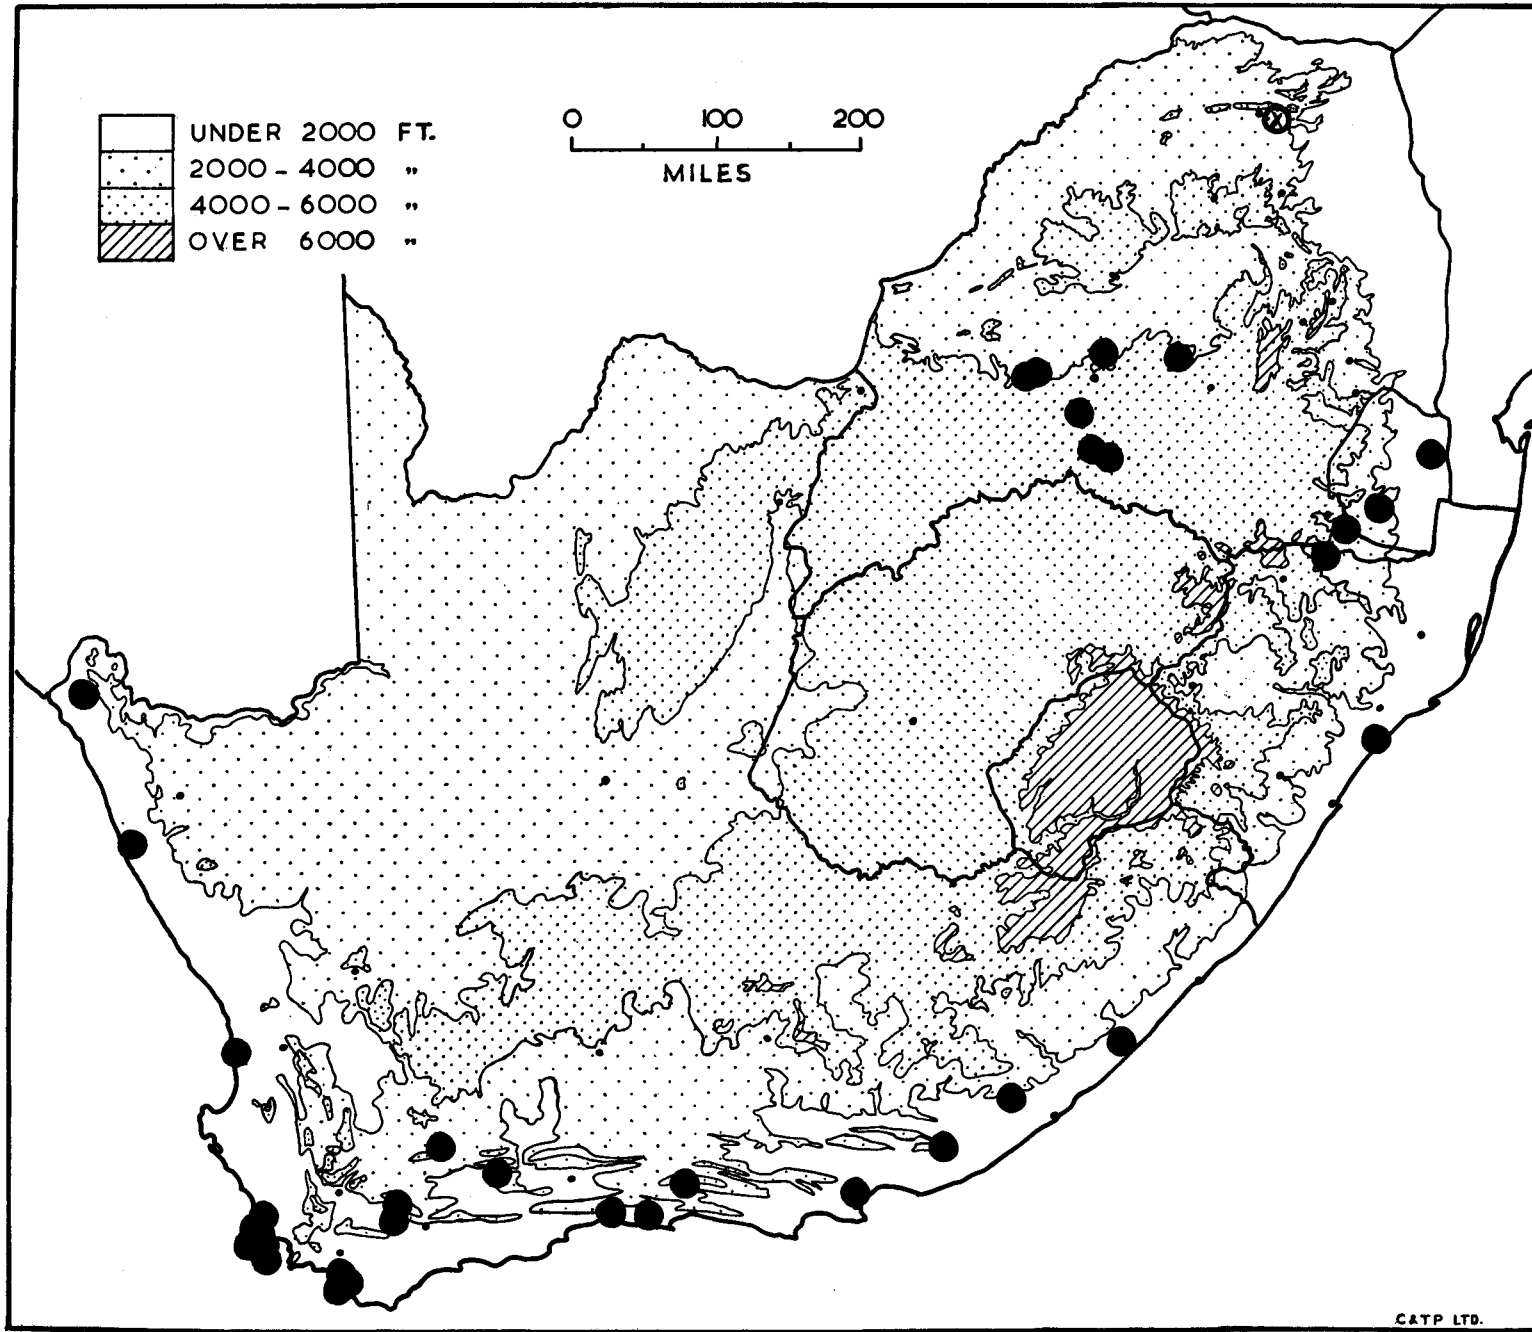 UNDER 2000 FT.
2000 - 4000 "
4000 - 6000 "
OVER 6000 "
0 100 200
MILES
X
C&TP LTD.